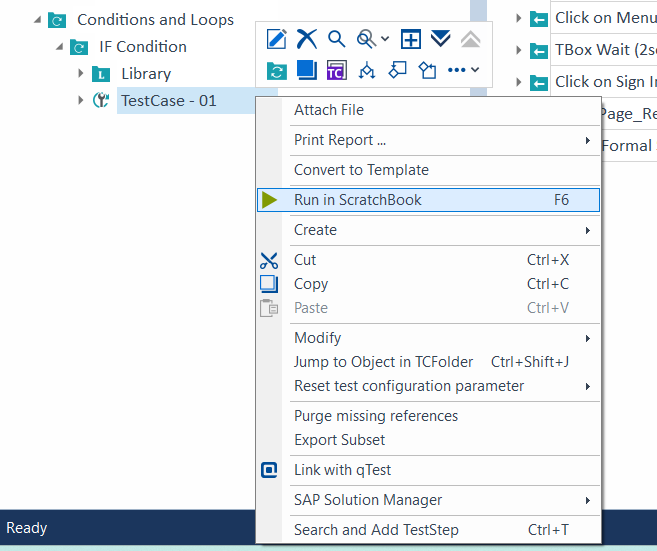 Conditions and Loops
IF Condition
L Library
TestCase - 01
TC
Click on Menu
TBox Wait (2s
Click on Sign I
Page_Re
Formal
Attach File
Print Report ...
Convert to Template
Run in ScratchBook F6
Create
Cut Ctrl+X
Copy Ctrl+C
Paste Ctrl+V
Modify
Jump to Object in TCFolder Ctrl+Shift+J
Reset test configuration parameter
Purge missing references
Export Subset
Link with qTest
SAP Solution Manager
Search and Add TestStep Ctrl+T
Ready